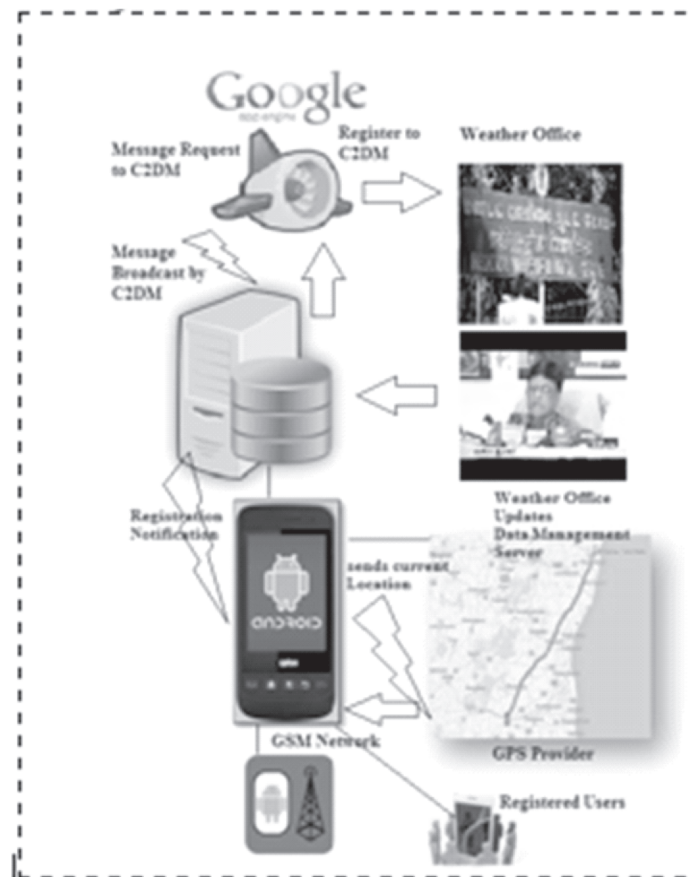 Google
app engine
Message Request
to C2DM
Register to
C2DM
Weather Office
Message
Broadcast by
C2DM
Weather Office
Updates
Data Management
Server
Registration
Notification
sends current
Location
ANDROID
GSM Network
GPS Provider
Registered Users